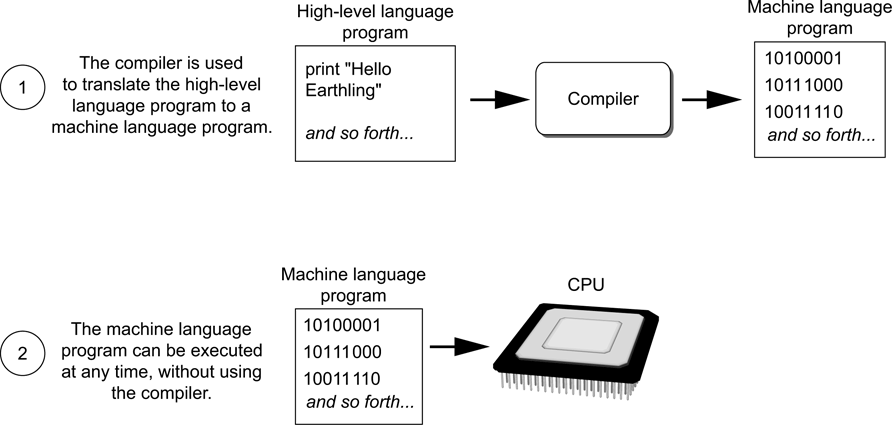 1
The compiler is used
to translate the high-level
language program to a
machine language program.
High-level language
program
print "Hello
Earthling"
and so forth...
Compiler
Machine language
program
10100001
10111000
10011110
and so forth...
2
The machine language
program can be executed
at any time, without using
the compiler.
Machine language
program
10100001
10111000
10011110
and so forth...
CPU